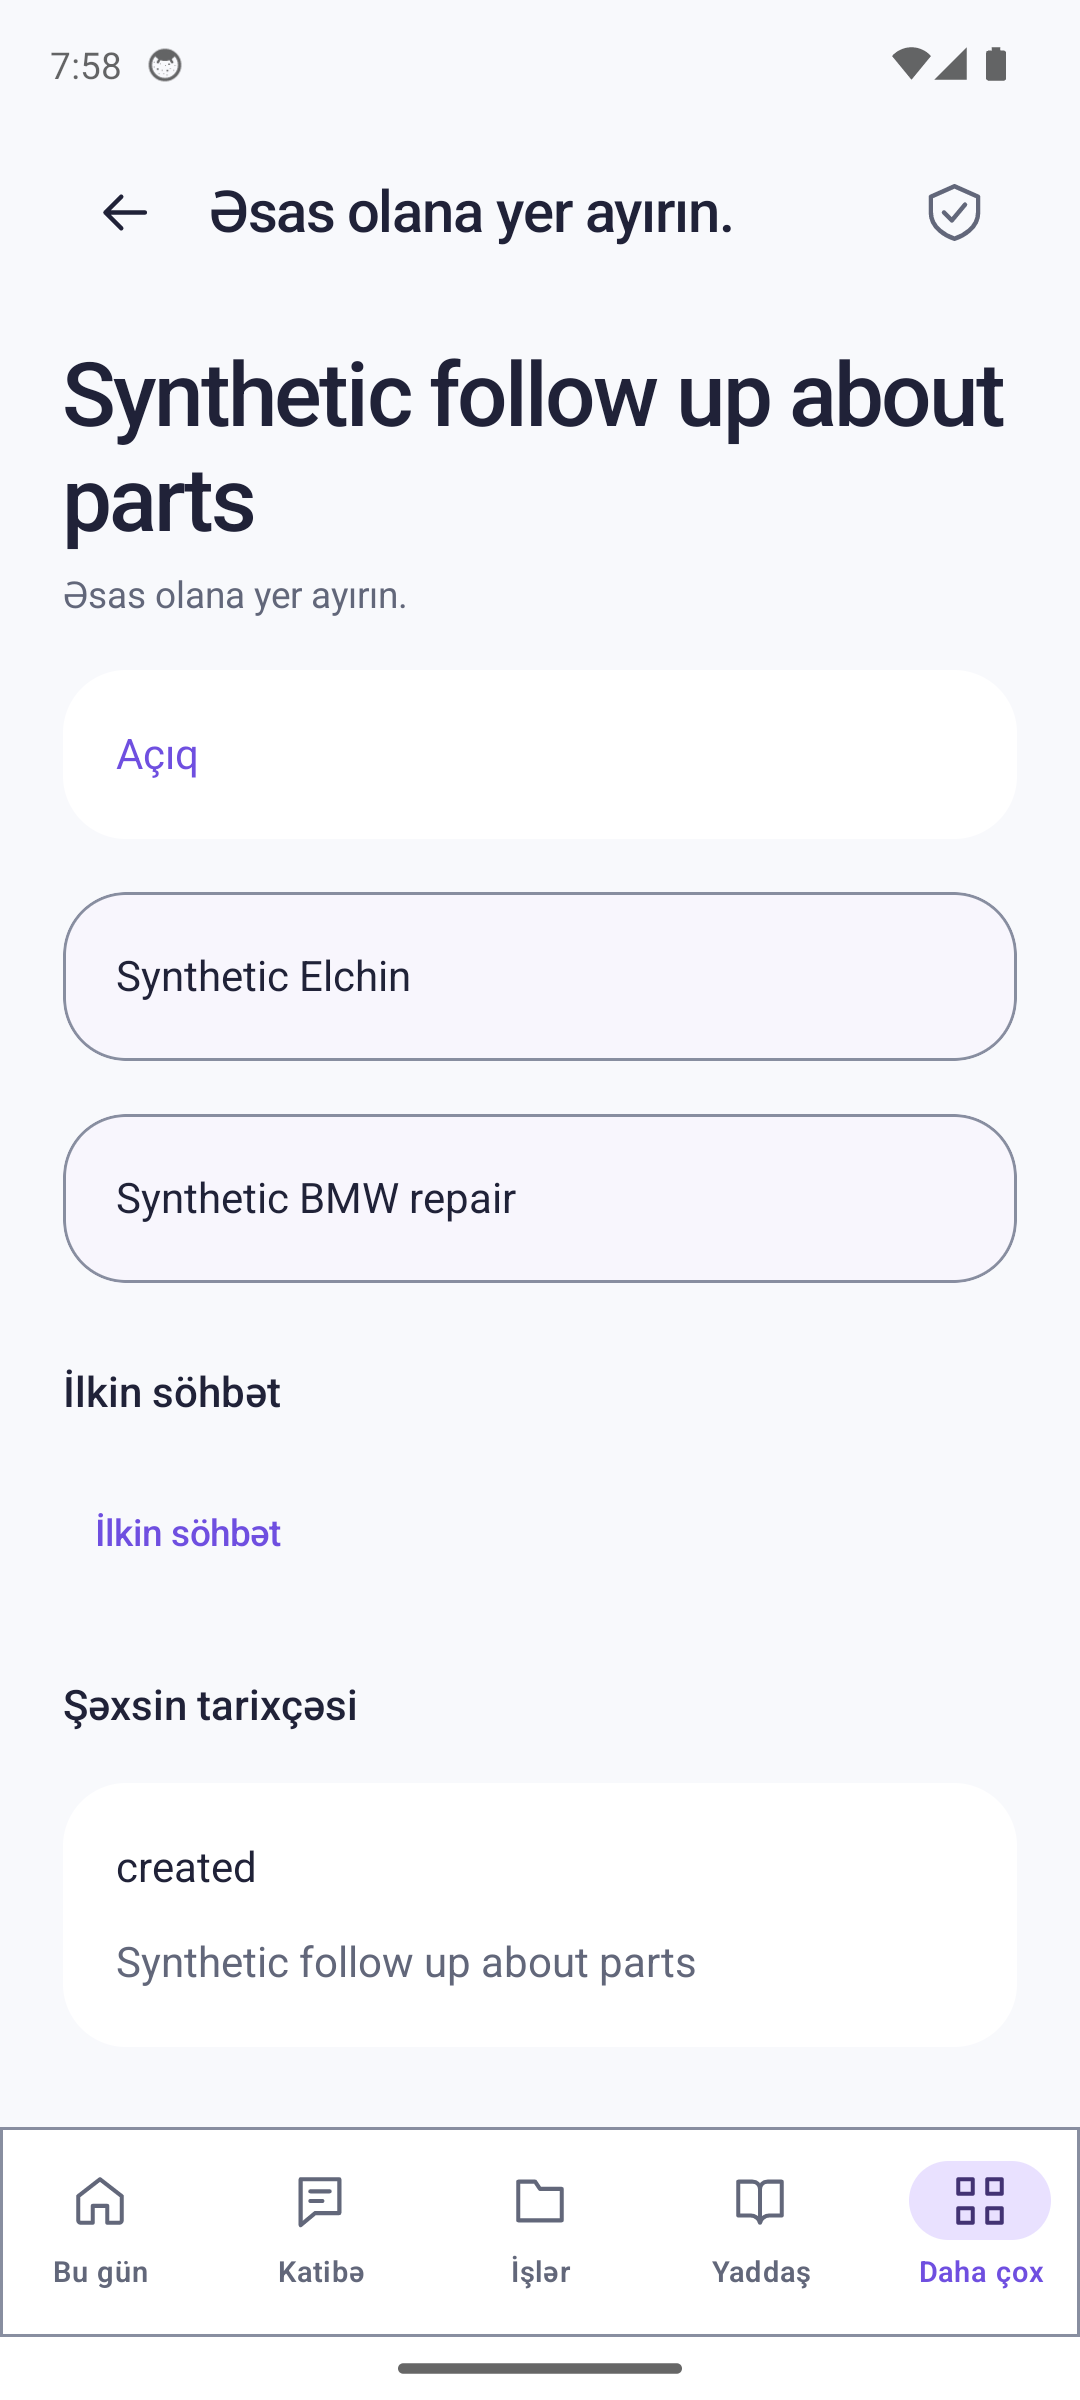 7:58
Əsas olana yer ayırın.
Synthetic follow up about
parts
Əsas olana yer ayırın.
Açıq
Synthetic Elchin
Synthetic BMW repair
İlkin söhbət
İlkin söhbət
Şəxsin tarixçəsi
created
Synthetic follow up about parts
Bu gün
Katibə
İşlər
Yaddaş
Daha çox